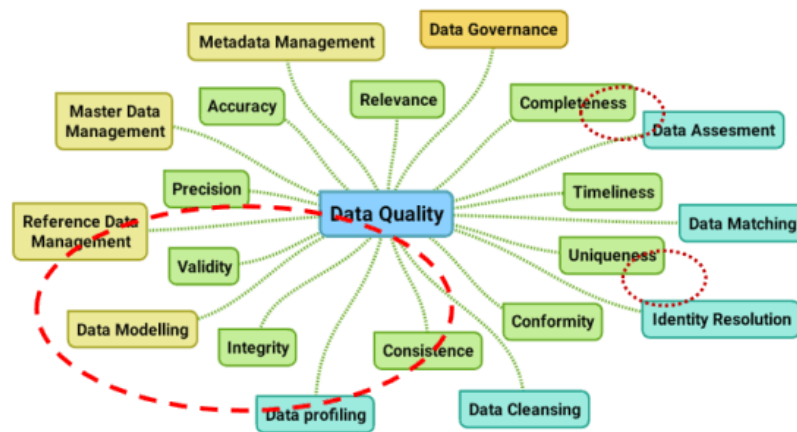 Data Governance
Metadata Management
Relevance
Completeness
Accuracy
Master Data
Management
Data Assesment
Precision
Timeliness
Data Quality
Reference Data
Management
Data Matching
Validity
Uniqueness
Data Modelling
Integrity
Consistence
Conformity
Identity Resolution
Data profiling
Data Cleansing